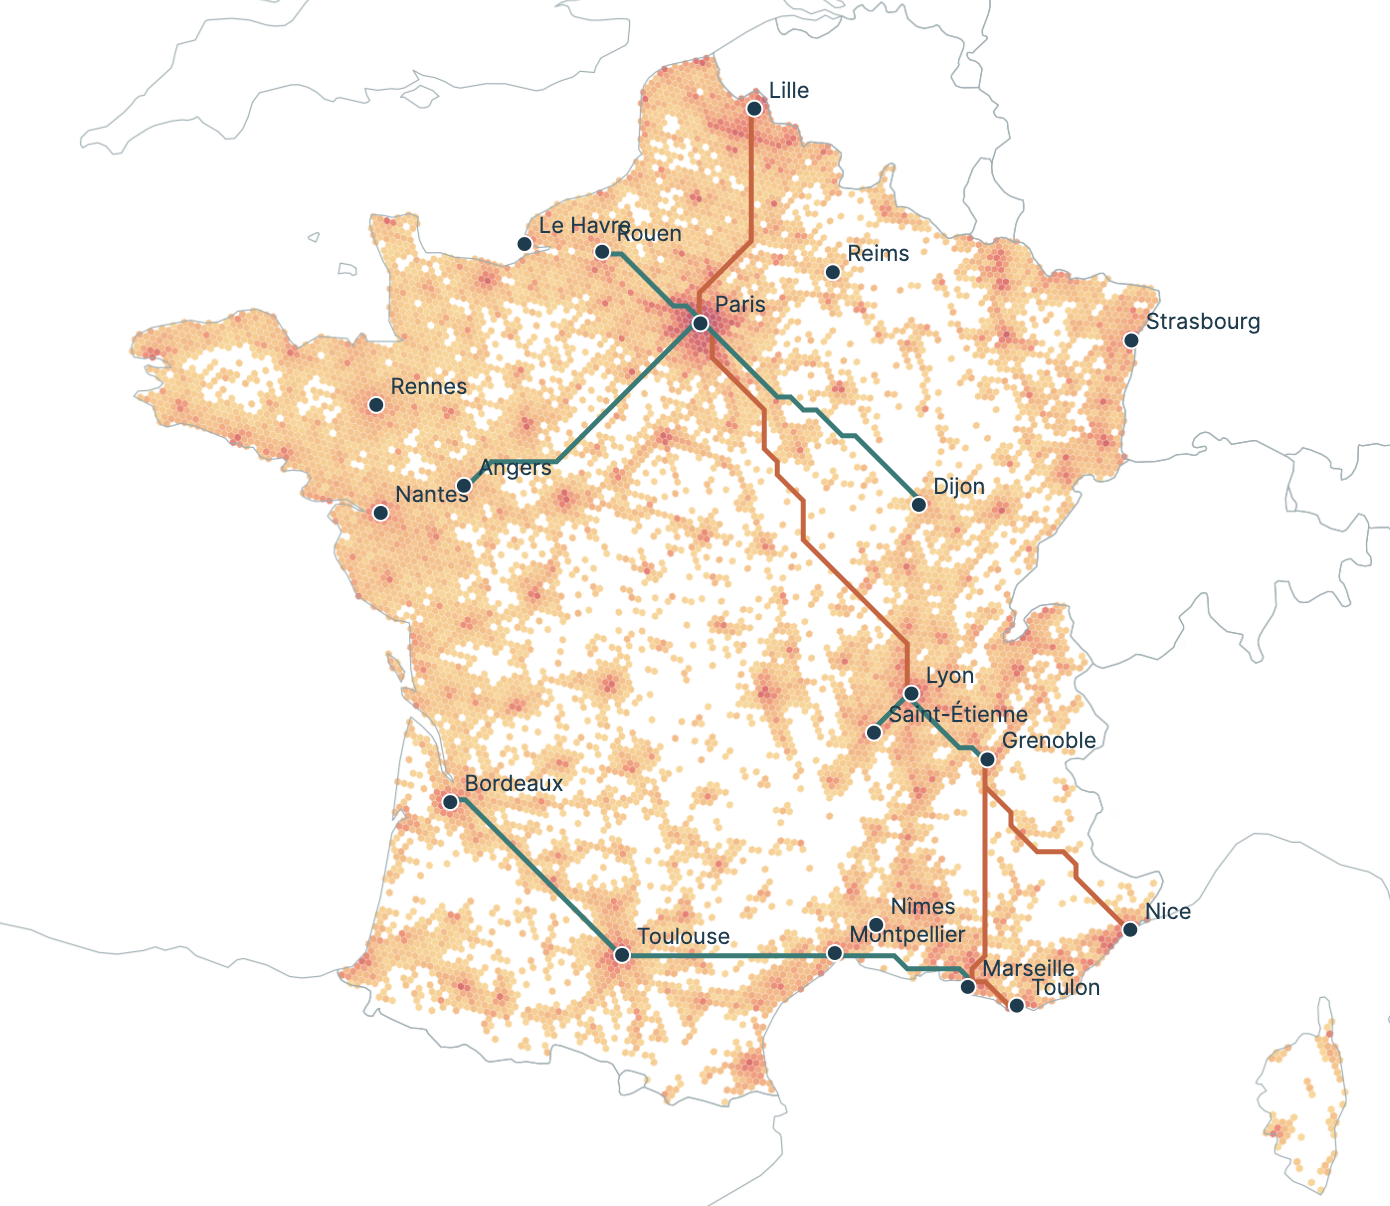 Lille
Le Havre
Rouen
Reims
Paris
Strasbourg
Rennes
Angers
Nantes
Dijon
Lyon
Saint-Étienne
Grenoble
Bordeaux
Nîmes
Nice
Toulouse
Montpellier
Marseille
Toulon